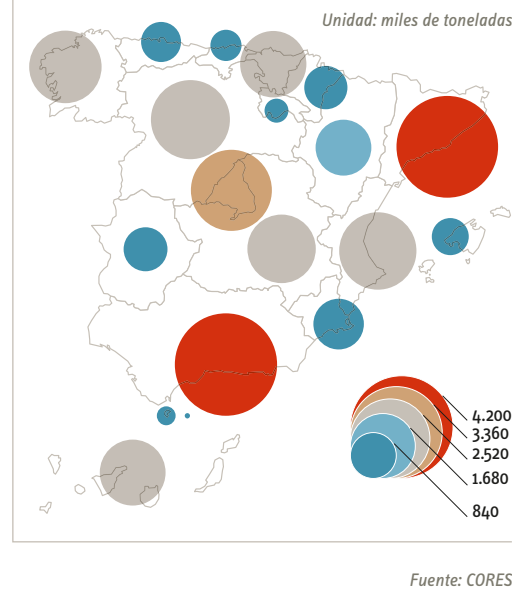 Unidad: miles de toneladas
4.200
3.360
2.520
1.680
840
Fuente: CORES